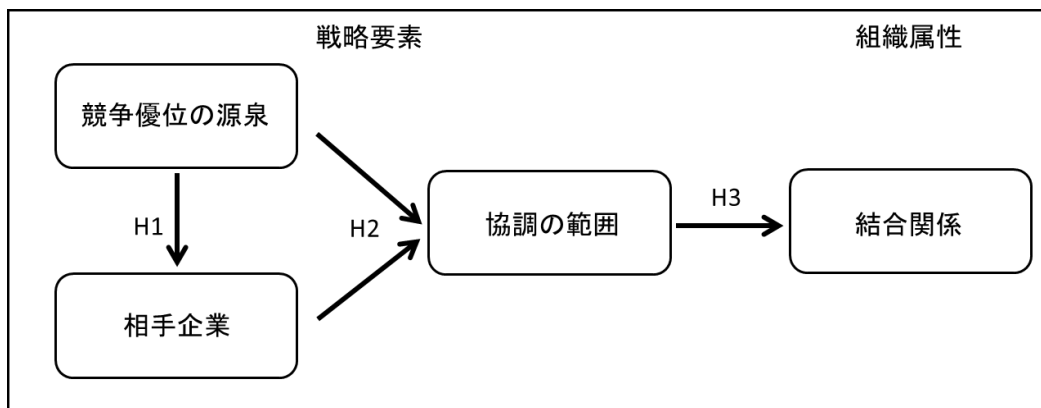 戦略要素
組織属性
競争優位の源泉
H1
H2
協調の範囲
H3
結合関係
相手企業